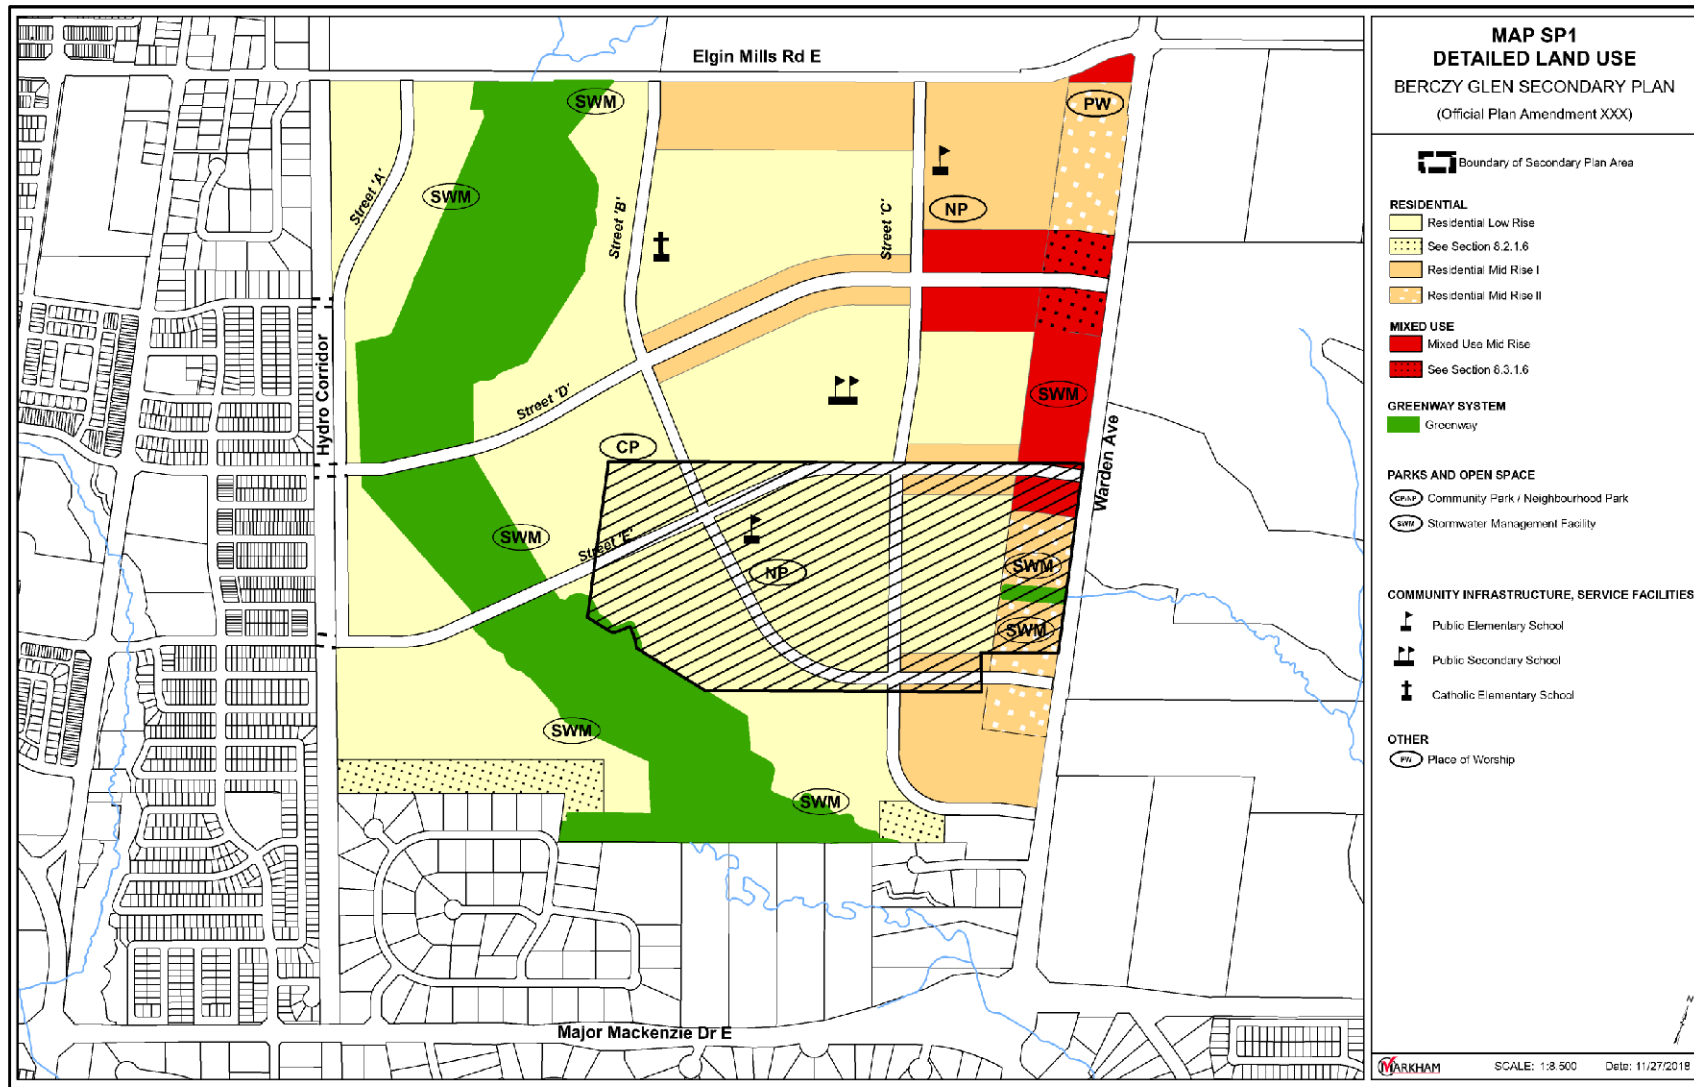 Elgin Mills Rd E
SWM
PW
SWM
Street 'A'
Street 'B'
Street 'C'
NP
Hydro Corridor
Street 'D'
SWM
Warden Ave
CP
SWM
Street 'E'
NP
SWM
SWM
SWM
SWM
Major Mackenzie Dr E
MAP SP1
DETAILED LAND USE
BERCZY GLEN SECONDARY PLAN
(Official Plan Amendment XXX)
Boundary of Secondary Plan Area
RESIDENTIAL
Residential Low Rise
See Section 8.2.1.6
Residential Mid Rise I
Residential Mid Rise II
MIXED USE
Mixed Use Mid Rise
See Section 8.3.1.6
GREENWAY SYSTEM
Greenway
PARKS AND OPEN SPACE
CP/NP Community Park / Neighbourhood Park
SWM Stormwater Management Facility
COMMUNITY INFRASTRUCTURE, SERVICE FACILITIES
Public Elementary School
Public Secondary School
Catholic Elementary School
OTHER
PW Place of Worship
N
MARKHAM
SCALE: 1:8,500
Date: 11/27/2018